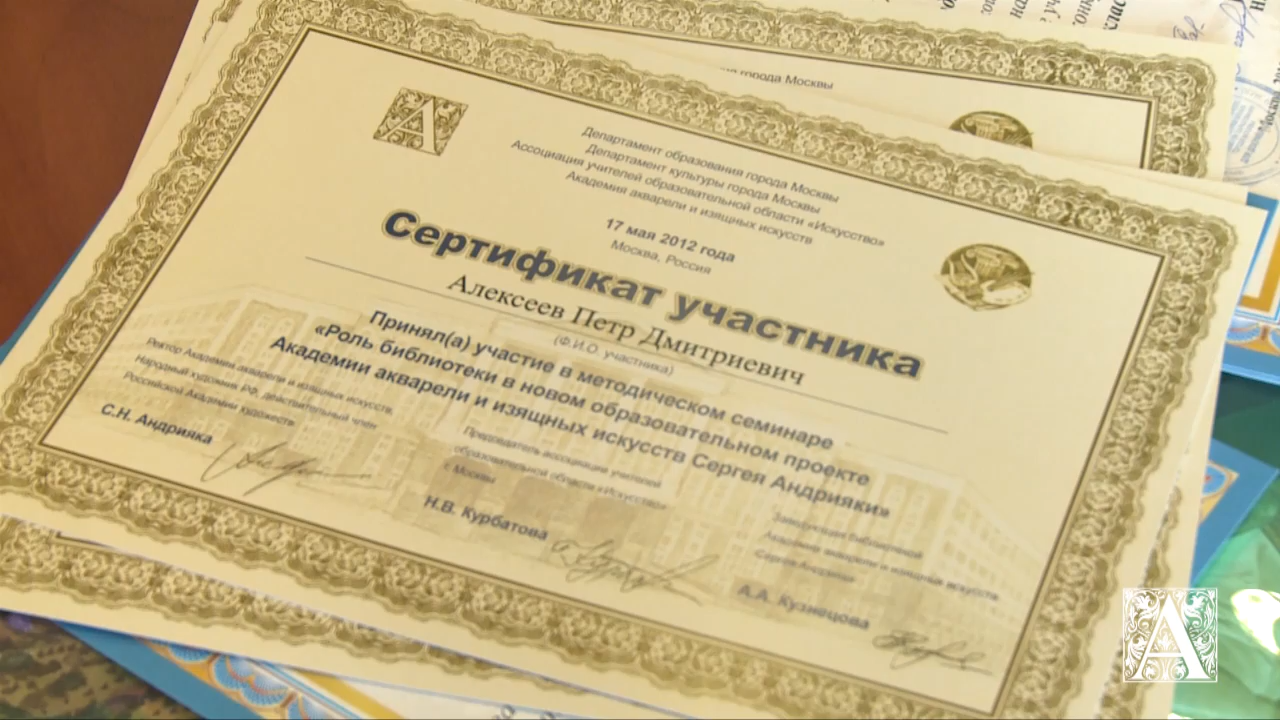 А
Департамент образования города Москвы
Департамент культуры города Москвы
Ассоциация учителей образовательной области «Искусство»
Академия акварели и изящных искусств
17 мая 2012 года
Москва, Россия
Сертификат участника
Алексеев Петр Дмитриевич
(Ф.И.О. участника)
Принял(а) участие в методическом семинаре
«Роль библиотеки в новом образовательном проекте
Академии акварели и изящных искусств Сергея Андрияки»
Ректор Академии акварели и изящных искусств,
Народный художник РФ, действительный член
Российской Академии художеств
С.Н. Андрияка
Председатель ассоциации учителей
образовательной области «Искусство»
г. Москвы
Н.В. Курбатова
Заведующая библиотекой
Академии акварели и изящных искусств
Сергея Андрияки
А.А. Кузнецова
города Москвы
А